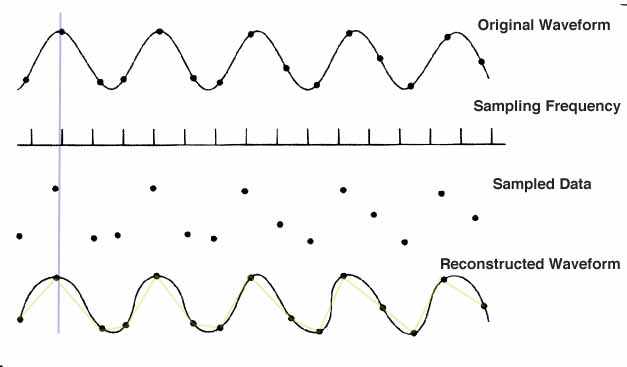 Original Waveform
Sampling Frequency
Sampled Data
Reconstructed Waveform